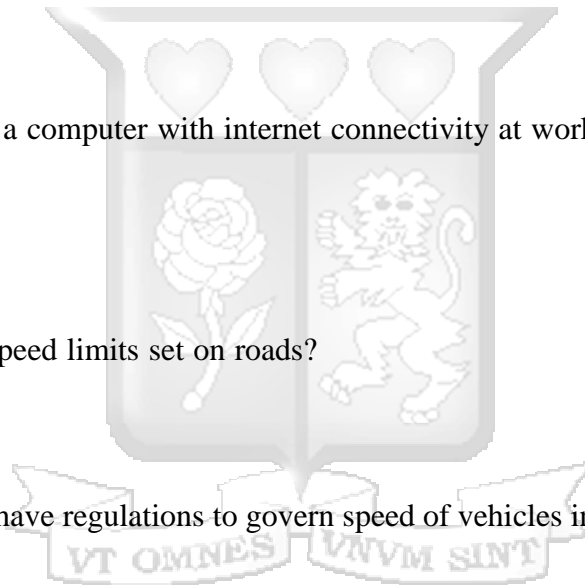 a computer with internet connectivity at work
peed limits set on roads?
have regulations to govern speed of vehicles in
VT OMNES VNVM SINT